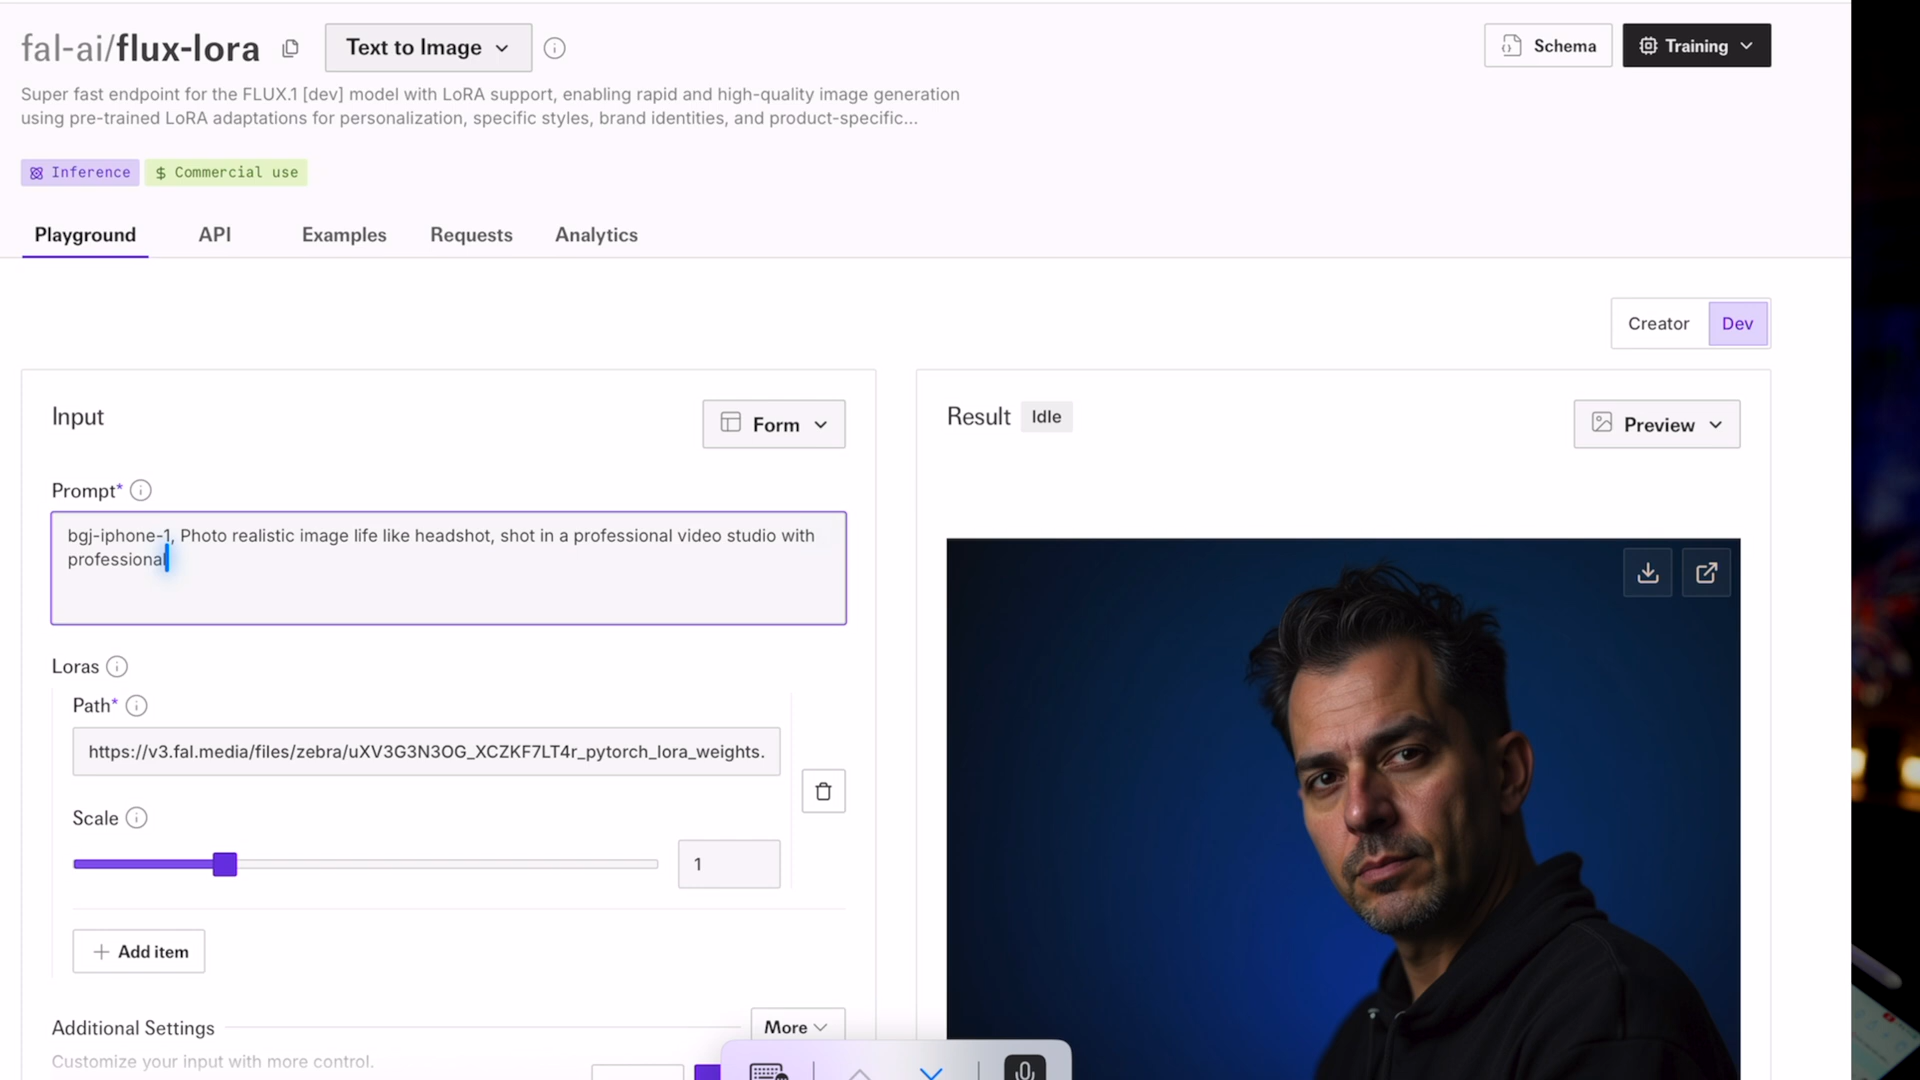 fal-ai/flux-lora
Text to Image
Schema
Training
Super fast endpoint for the FLUX.1 [dev] model with LoRA support, enabling rapid and high-quality image generation
using pre-trained LoRA adaptations for personalization, specific styles, brand identities, and product-specific...
Inference
$ Commercial use
Playground
API
Examples
Requests
Analytics
Creator
Dev
Input
Form
Result
Idle
Preview
Prompt*
bgj-iphone-1, Photo realistic image life like headshot, shot in a professional video studio with
professional
Loras
Path*
https://v3.fal.media/files/zebra/uXV3G3N3OG_XCZKF7LT4r_pytorch_lora_weights.
Scale
1
+ Add item
Additional Settings
More
Customize your input with more control.